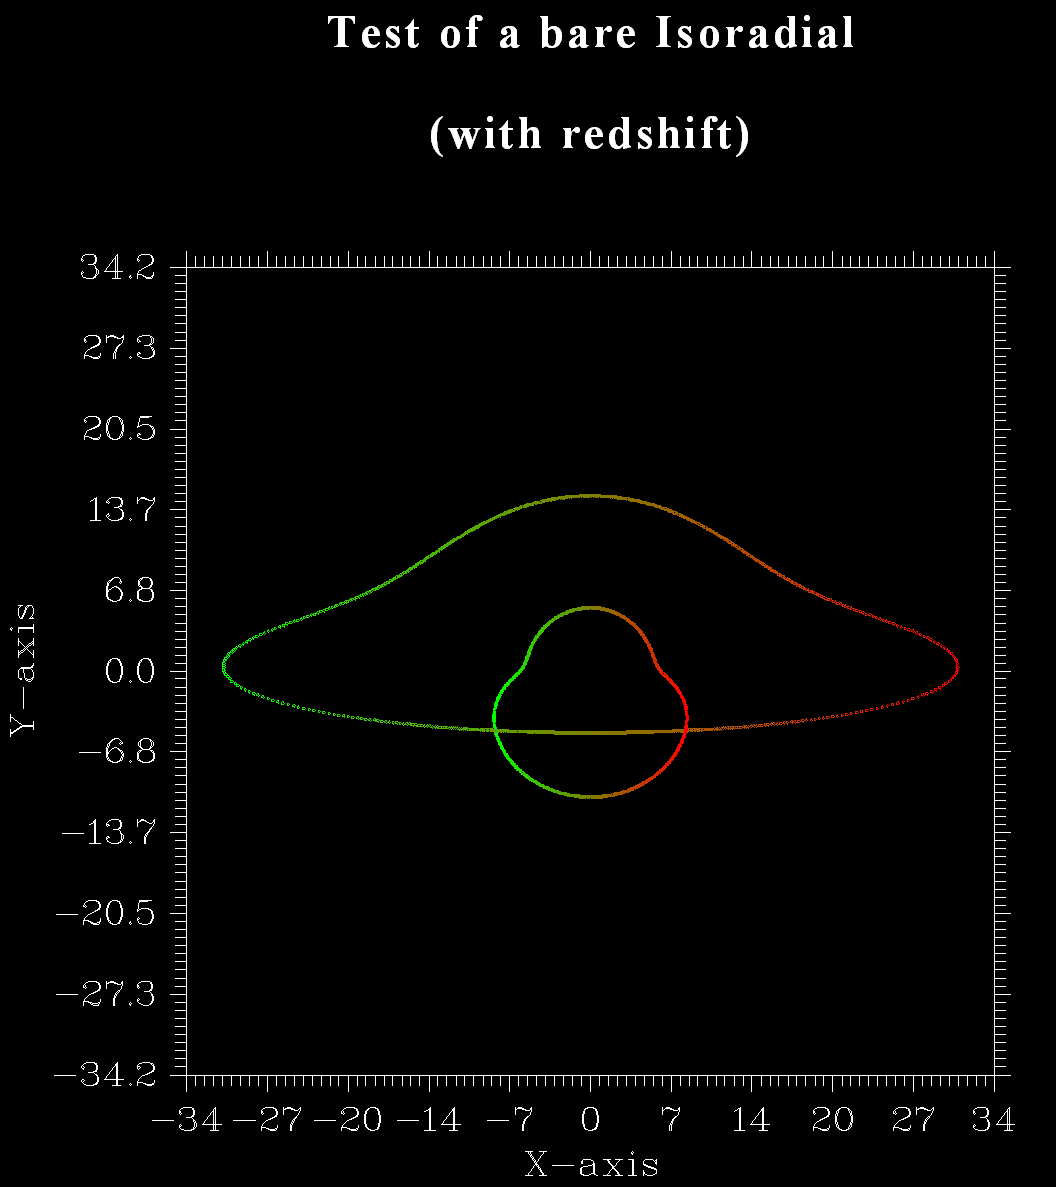 Test of a bare Isoradial
(with redshift)
34.2
27.3
20.5
13.7
6.8
0.0
−6.8
−13.7
−20.5
−27.3
−34.2
Y−axis
−34 −27 −20 −14 −7 0 7 14 20 27 34
X−axis